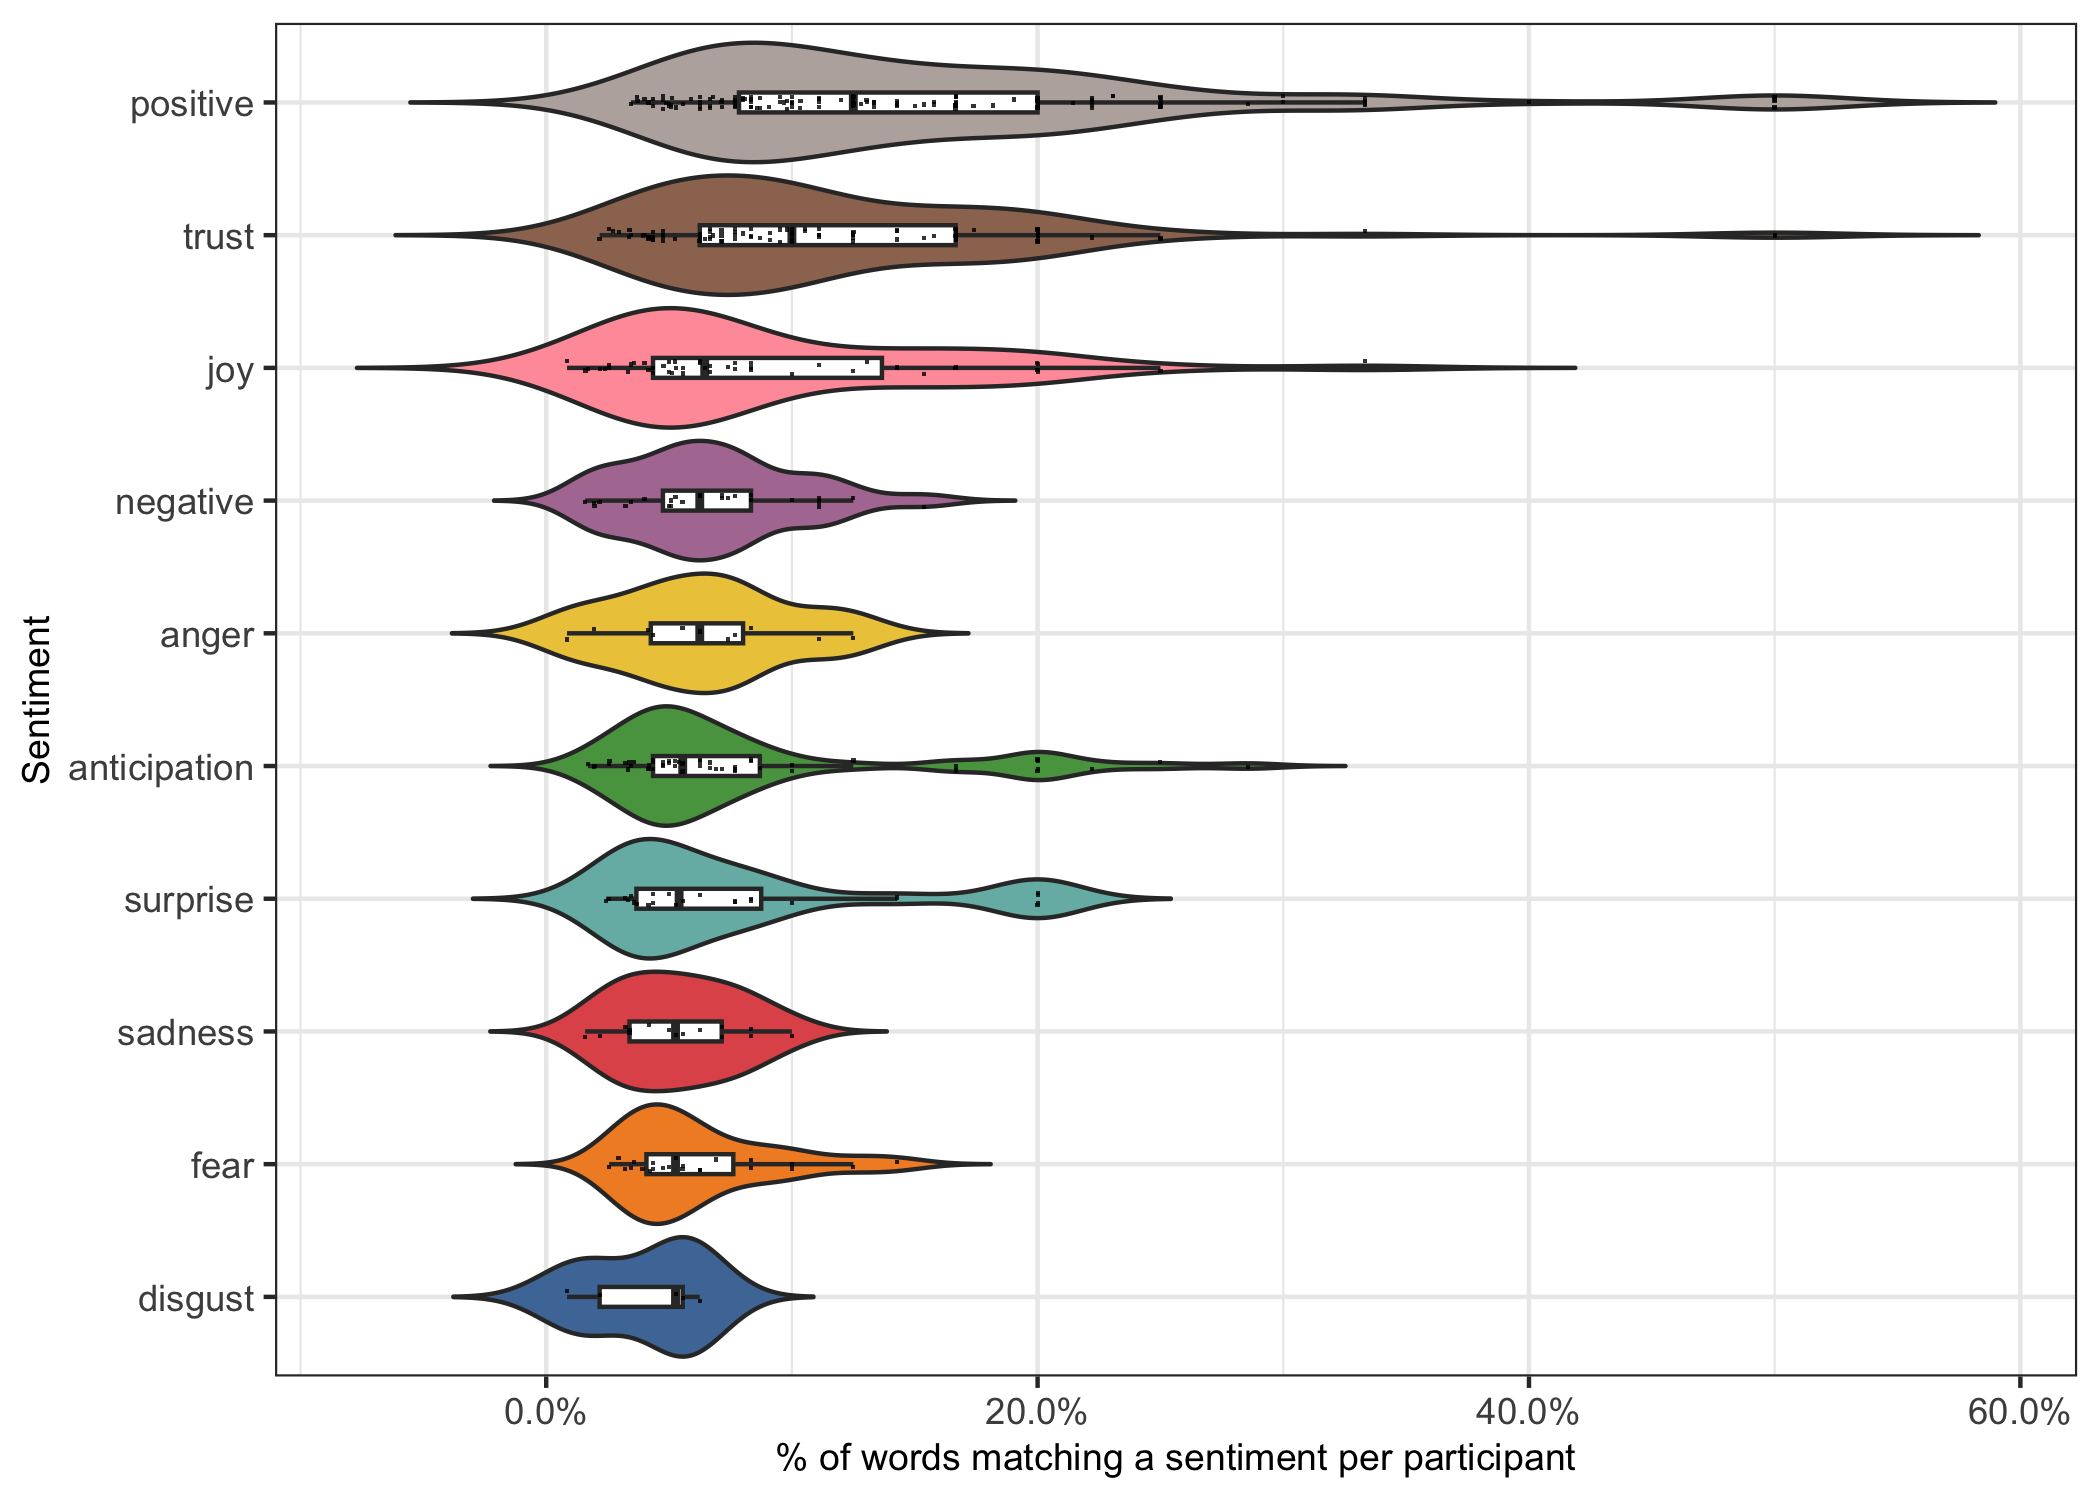 positive
trust
joy
negative
anger
anticipation
surprise
sadness
fear
disgust
Sentiment
0.0%
20.0%
40.0%
60.0%
% of words matching a sentiment per participant